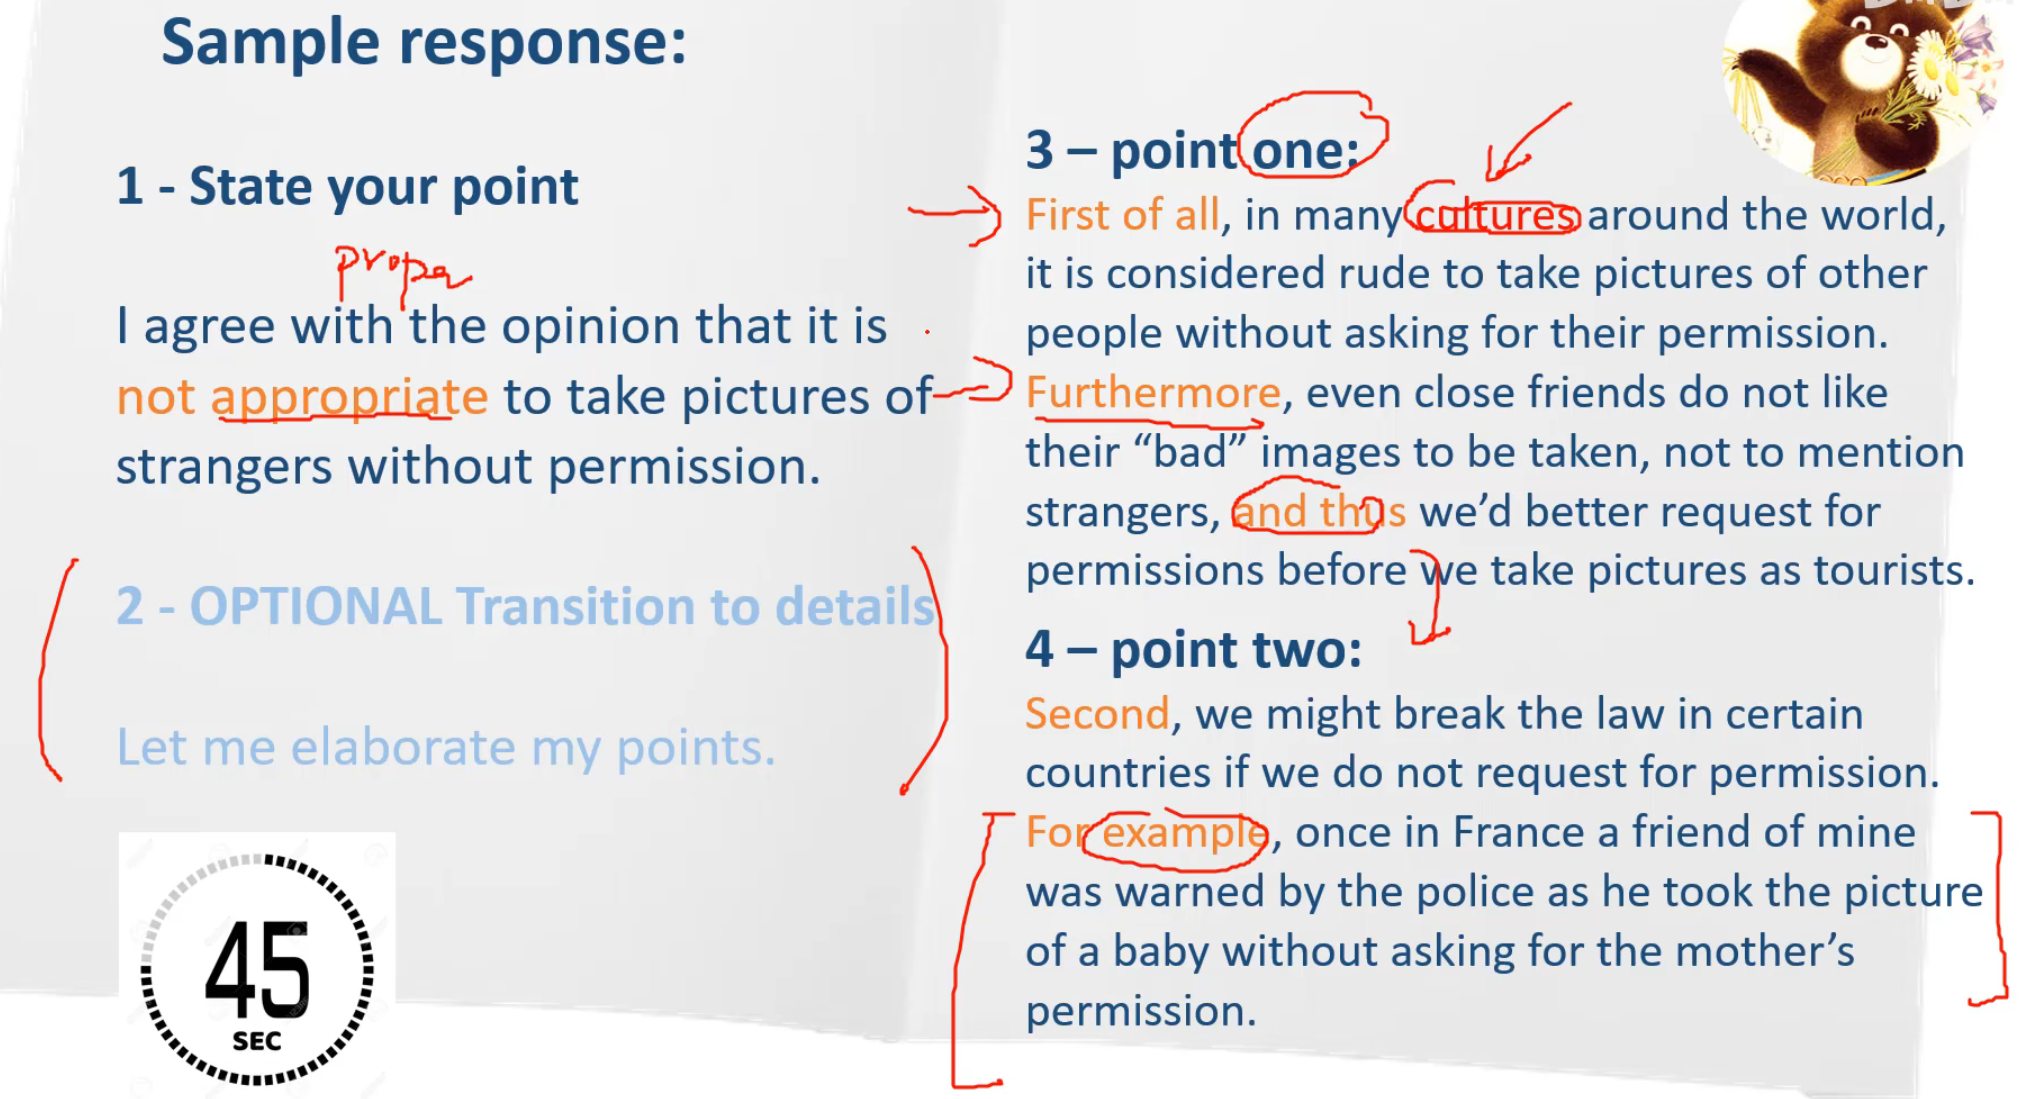 Sample response:
1 - State your point
proper
I agree with the opinion that it is
not appropriate to take pictures of
strangers without permission.
2 - OPTIONAL Transition to details
Let me elaborate my points.
45
SEC
3 – point one:
First of all, in many cultures around the world,
it is considered rude to take pictures of other
people without asking for their permission.
Furthermore, even close friends do not like
their “bad” images to be taken, not to mention
strangers, and thus we’d better request for
permissions before we take pictures as tourists.
4 – point two:
Second, we might break the law in certain
countries if we do not request for permission.
For example, once in France a friend of mine
was warned by the police as he took the picture
of a baby without asking for the mother’s
permission.